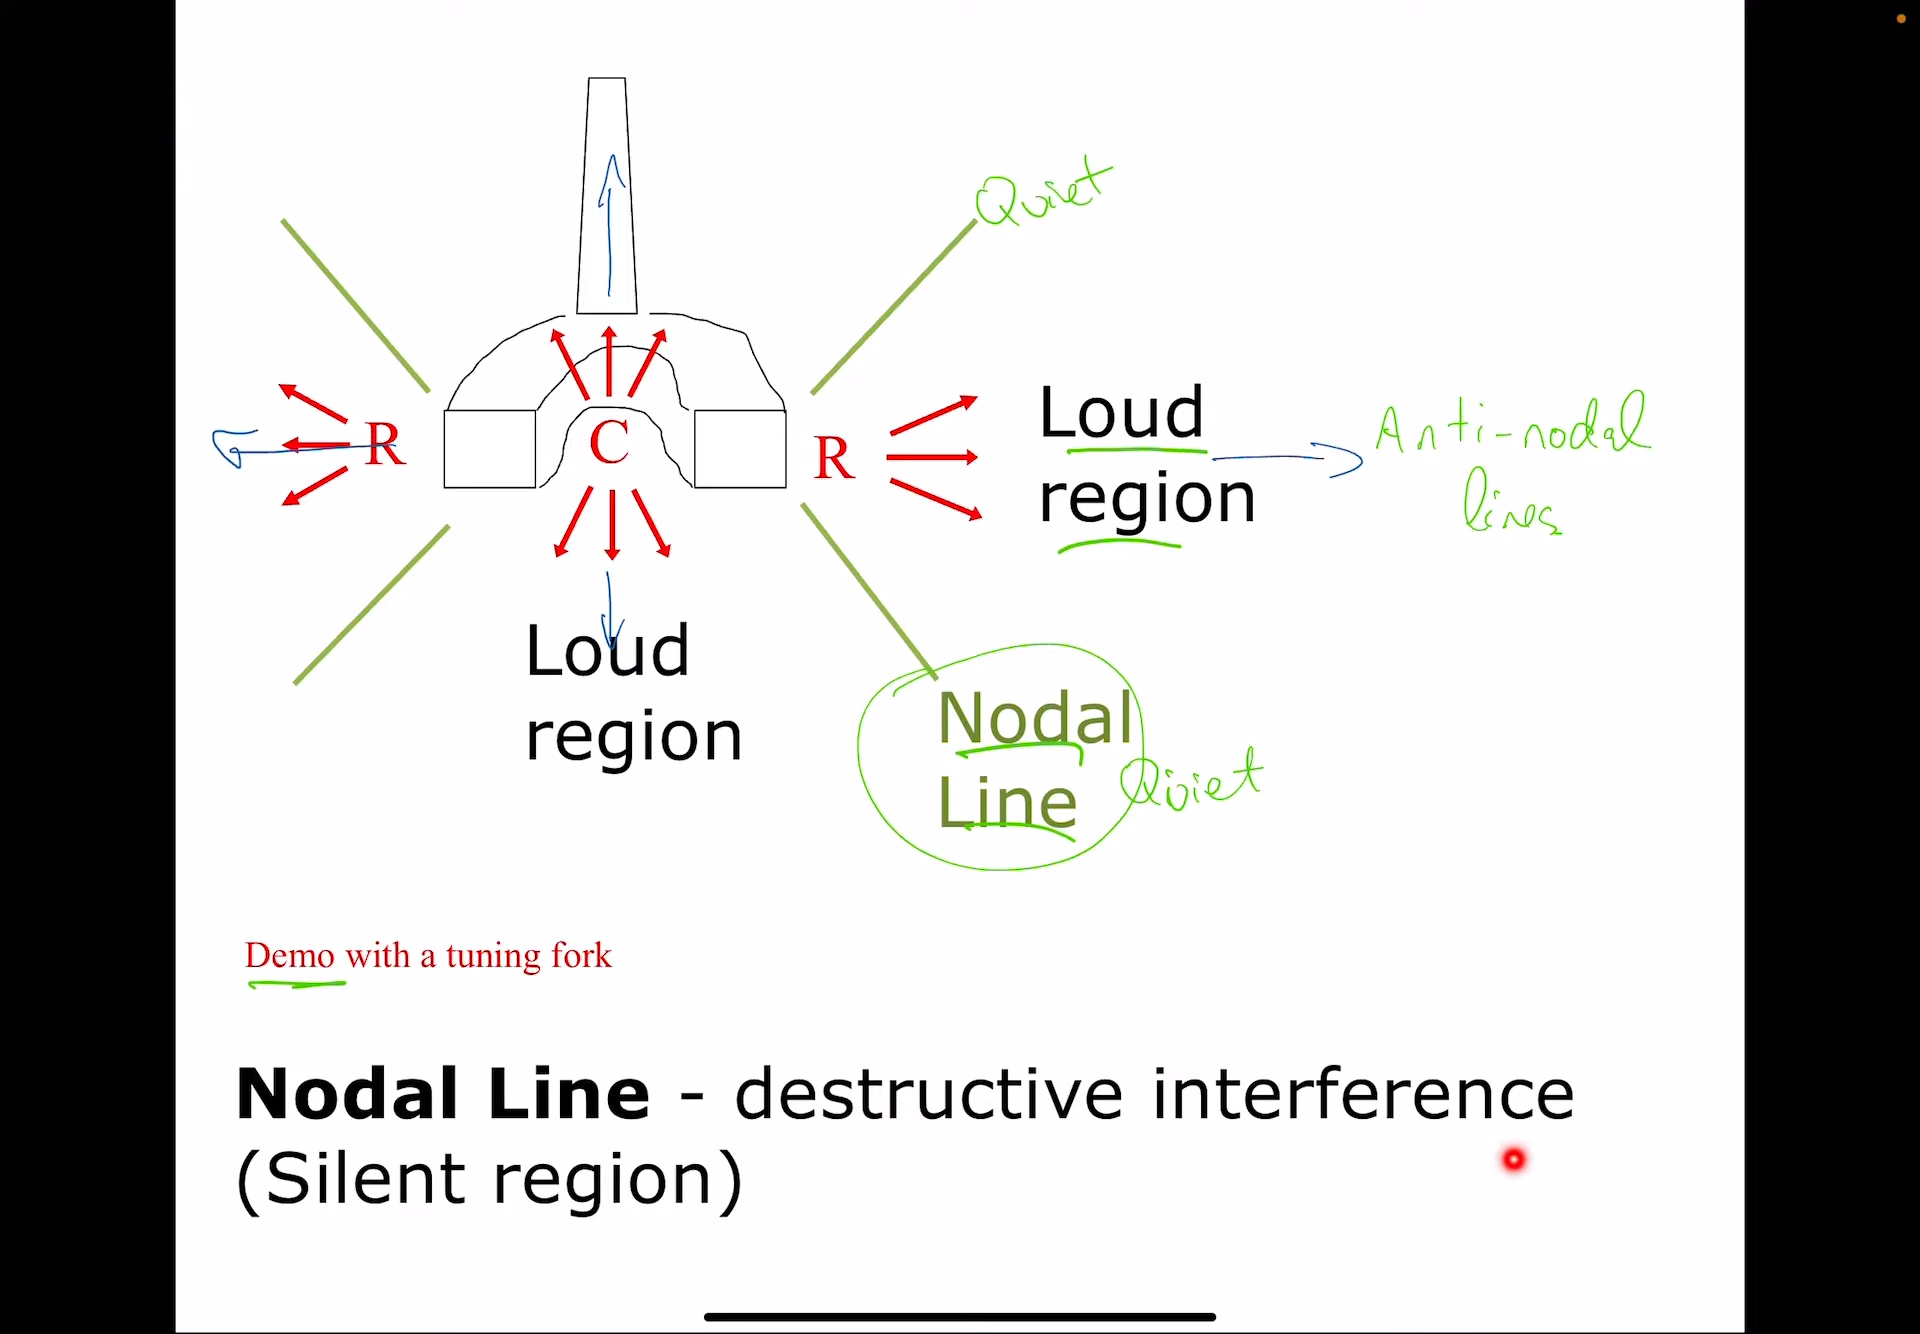 Quiet
R
C
R
Loud
region
Anti-nodal
lines
Loud
region
Nodal
Line
Quiet
Demo with a tuning fork
Nodal Line - destructive interference
(Silent region)